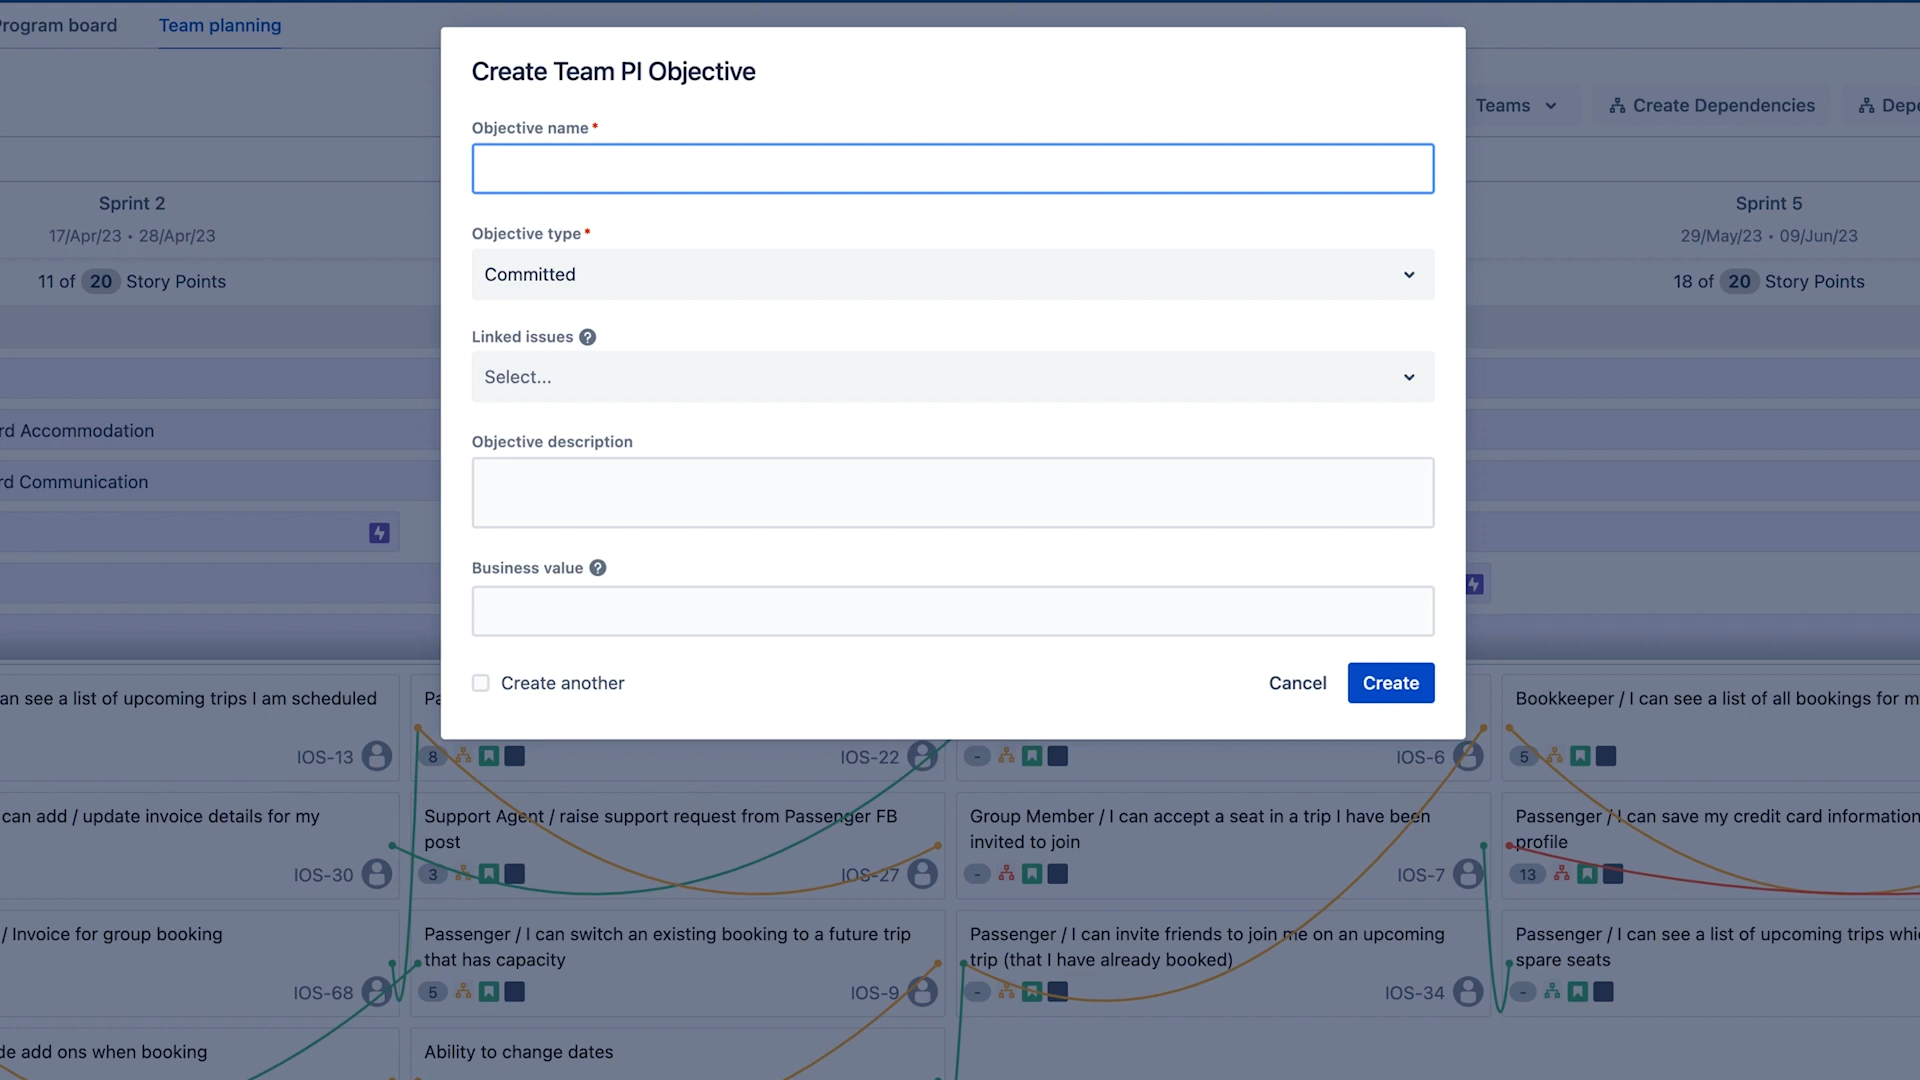 Program board
Team planning
Create Team PI Objective
Teams
Create Dependencies
Objective name *
Sprint 2
17/Apr/23 • 28/Apr/23
11 of 20 Story Points
Sprint 5
29/May/23 • 09/Jun/23
18 of 20 Story Points
Objective type *
Committed
Linked issues ?
Select...
rd Accommodation
Objective description
rd Communication
Business value ?
Create another
Cancel
Create
an see a list of upcoming trips I am scheduled
IOS-13
8
IOS-22
-
IOS-6
Bookkeeper / I can see a list of all bookings for m
5
can add / update invoice details for my
IOS-30
Support Agent / raise support request from Passenger FB
post
3
IOS-27
Group Member / I can accept a seat in a trip I have been
invited to join
-
IOS-7
Passenger / I can save my credit card information
profile
13
/ Invoice for group booking
IOS-68
Passenger / I can switch an existing booking to a future trip
that has capacity
5
IOS-9
Passenger / I can invite friends to join me on an upcoming
trip (that I have already booked)
-
IOS-34
Passenger / I can see a list of upcoming trips whi
spare seats
-
de add ons when booking
Ability to change dates